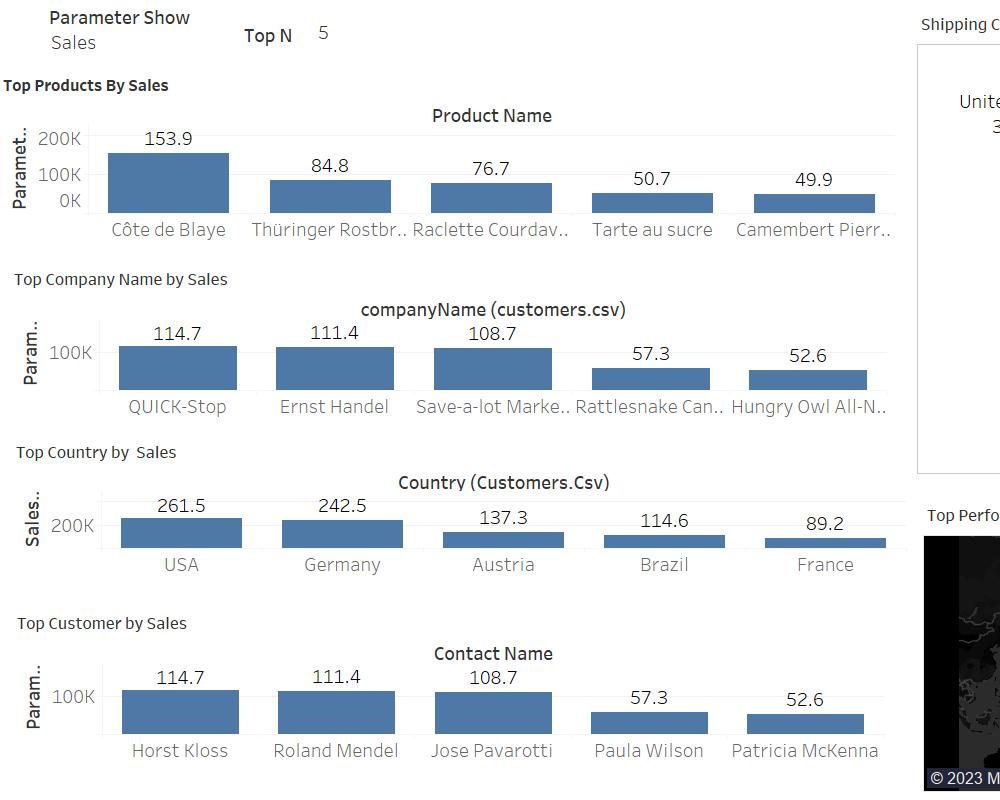 Parameter Show
Sales
Top N 5
Top Products By Sales
Product Name
Paramet..
200K
100K
0K
153.9 84.8 76.7 50.7 49.9
Côte de Blaye Thüringer Rostbr.. Raclette Courdav.. Tarte au sucre Camembert Pierr..
Top Company Name by Sales
companyName (customers.csv)
Param..
100K
114.7 111.4 108.7 57.3 52.6
QUICK-Stop Ernst Handel Save-a-lot Marke.. Rattlesnake Can.. Hungry Owl All-N..
Top Country by Sales
Country (Customers.Csv)
Sales..
200K
261.5 242.5 137.3 114.6 89.2
USA Germany Austria Brazil France
Top Customer by Sales
Contact Name
Param..
100K
114.7 111.4 108.7 57.3 52.6
Horst Kloss Roland Mendel Jose Pavarotti Paula Wilson Patricia McKenna
Shipping C
Unite
3
Top Perfo
© 2023 M